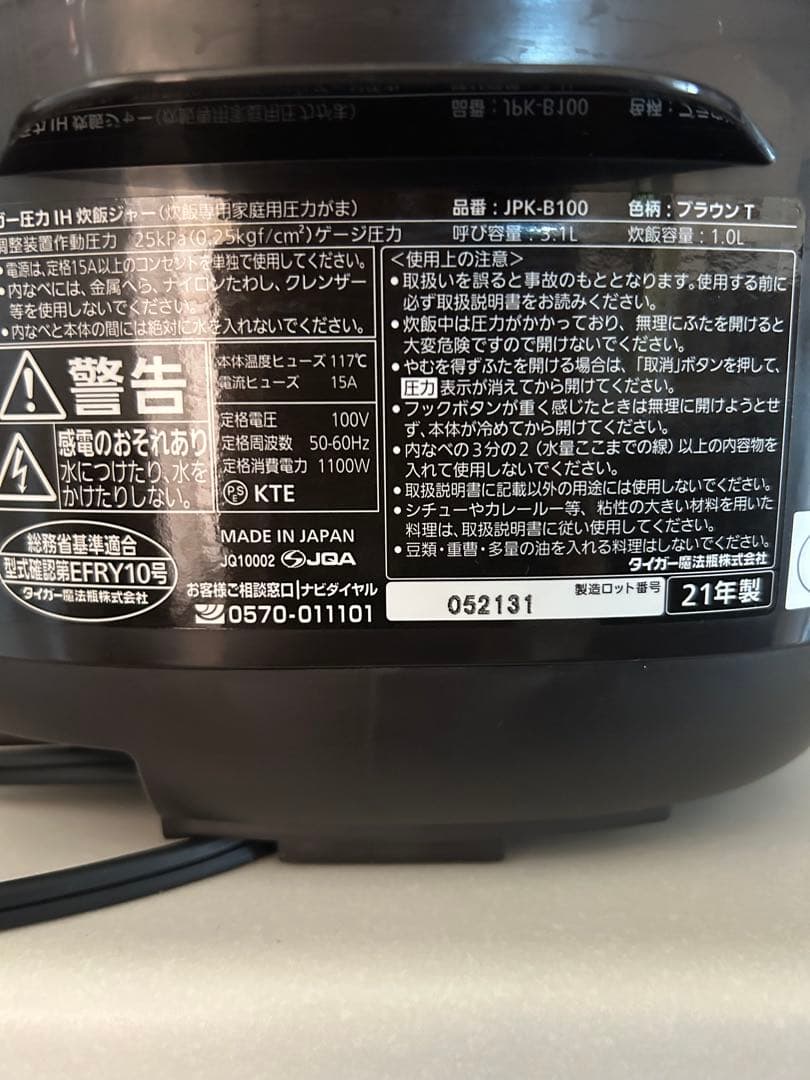 ガー圧力IH炊飯ジャー(炊飯専用家庭用圧力がま) 品番:JPK-B100 色柄:ブラウンT
調整装置作動圧力 25kPa(0.25kgf/cm²)ゲージ圧力 呼び容量:3.1L 炊飯容量:1.0L
•電源は、定格15A以上のコンセントを単独で使用してください。
•内なべには、金属へら、ナイロンたわし、クレンザー
等を使用しないでください。
•内なべと本体の間には絶対に水を入れないでください。
警告
感電のおそれあり
水につけたり、水を
かけたりしない。
本体温度ヒューズ 117℃
電流ヒューズ 15A
定格電圧 100V
定格周波数 50-60Hz
定格消費電力 1100W
PSE KTE
総務省基準適合
型式確認第EFRY10号
タイガー魔法瓶株式会社
MADE IN JAPAN
JQ10002 JQA
お客様ご相談窓口|ナビダイヤル
0570-011101
<使用上の注意>
•取扱いを誤ると事故のもととなります。使用する前に
必ず取扱説明書をお読みください。
•炊飯中は圧力がかかっており、無理にふたを開けると
大変危険ですので開けないでください。
•やむを得ずふたを開ける場合は、「取消」ボタンを押して、
圧力表示が消えてから開けてください。
•フックボタンが重く感じたときは無理に開けようとせ
ず、本体が冷めてから開けてください。
•内なべの3分の2(水量ここまでの線)以上の内容物を
入れて使用しないでください。
•取扱説明書に記載以外の用途には使用しないでください。
•シチューやカレールー等、粘性の大きい材料を用いた
料理は、取扱説明書に従い使用してください。
•豆類・重曹・多量の油を入れる料理はしないでください。
タイガー魔法瓶株式会社
052131 製造ロット番号 21年製